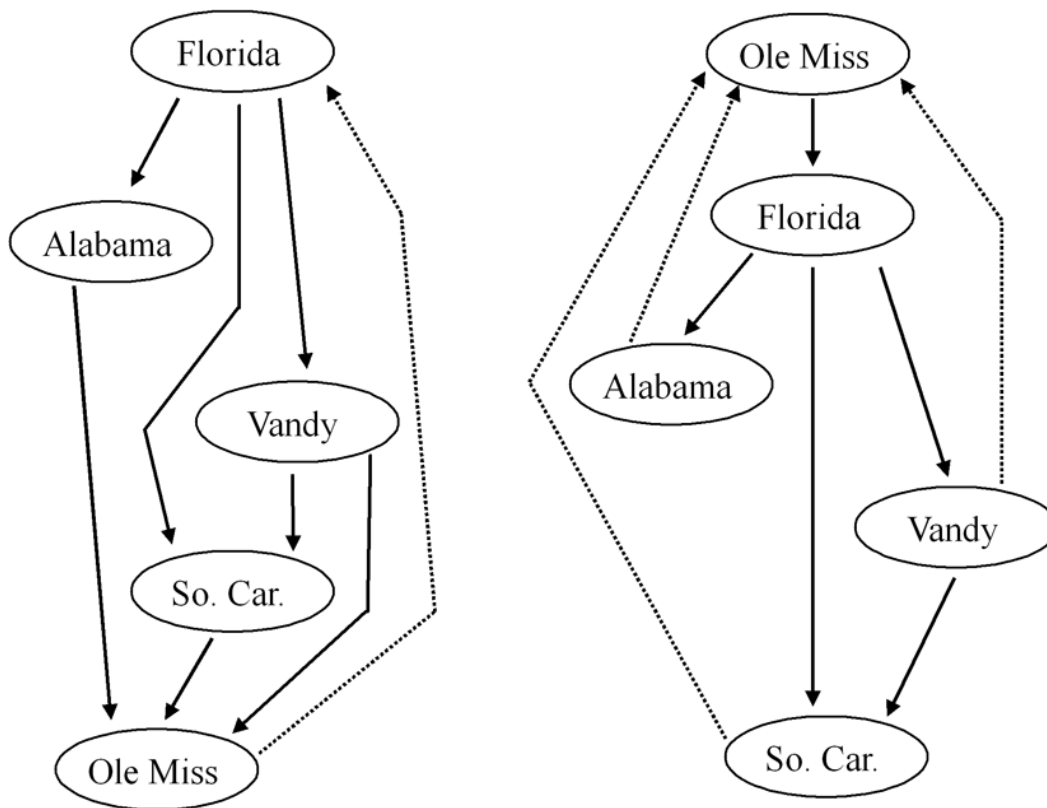 Florida
Alabama
Vandy
So. Car.
Ole Miss
Ole Miss
Florida
Alabama
Vandy
So. Car.